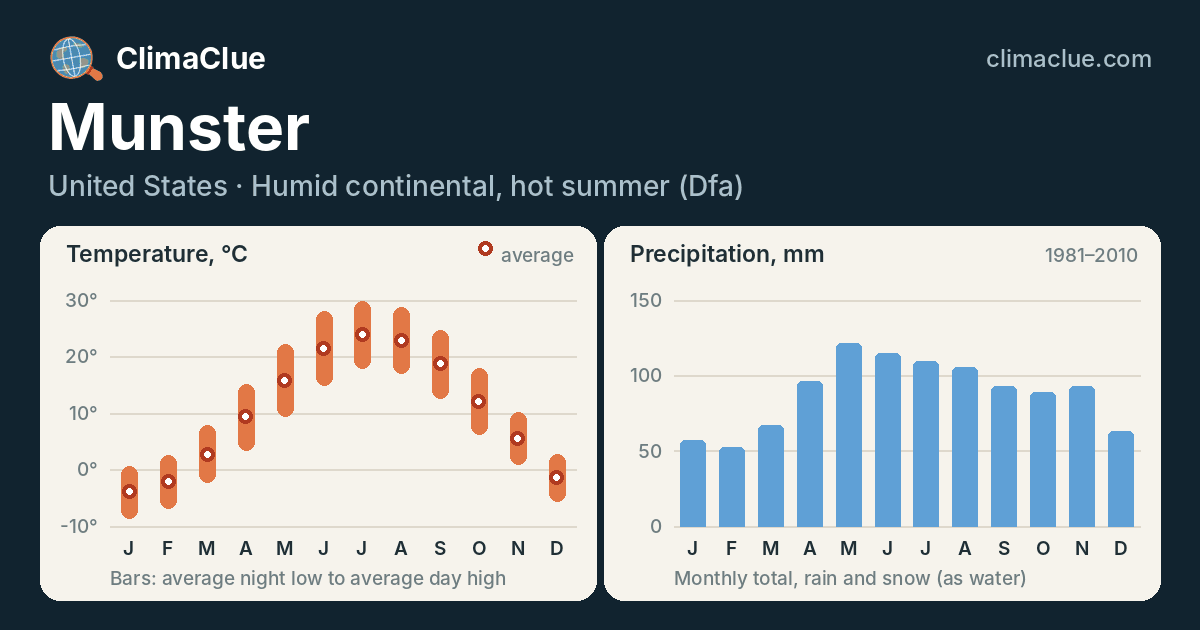 ClimaClue
climaclue.com
Munster
United States · Humid continental, hot summer (Dfa)
Temperature, °C
average
30°
20°
10°
0°
-10°
J F M A M J J A S O N D
Bars: average night low to average day high
Precipitation, mm
1981–2010
150
100
50
0
J F M A M J J A S O N D
Monthly total, rain and snow (as water)